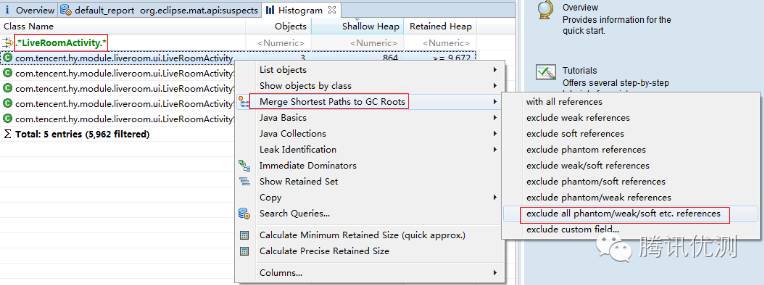 Overview
default_report org.eclipse.mat.api:suspects
Histogram
Class Name
Objects
Shallow Heap
Retained Heap
.*LiveRoomActivity.*
<Numeric>
<Numeric>
<Numeric>
com.tencent.hy.module.liveroom.ui.LiveRoomActivity
3
864
>= 9,672
com.tencent.hy.module.liveroom.ui.LiveRoomActivity
com.tencent.hy.module.liveroom.ui.LiveRoomActivity
com.tencent.hy.module.liveroom.ui.LiveRoomActivity
com.tencent.hy.module.liveroom.ui.LiveRoomActivity
Σ Total: 5 entries (5,962 filtered)
List objects
Show objects by class
Merge Shortest Paths to GC Roots
Java Basics
Java Collections
Leak Identification
Immediate Dominators
Show Retained Set
Copy
Search Queries...
Calculate Minimum Retained Size (quick approx.)
Calculate Precise Retained Size
Columns...
with all references
exclude weak references
exclude soft references
exclude phantom references
exclude weak/soft references
exclude phantom/soft references
exclude phantom/weak references
exclude all phantom/weak/soft etc. references
exclude custom field...
Overview
Provides information for the
quick start.
Tutorials
Offers several step-by-step
腾讯优测